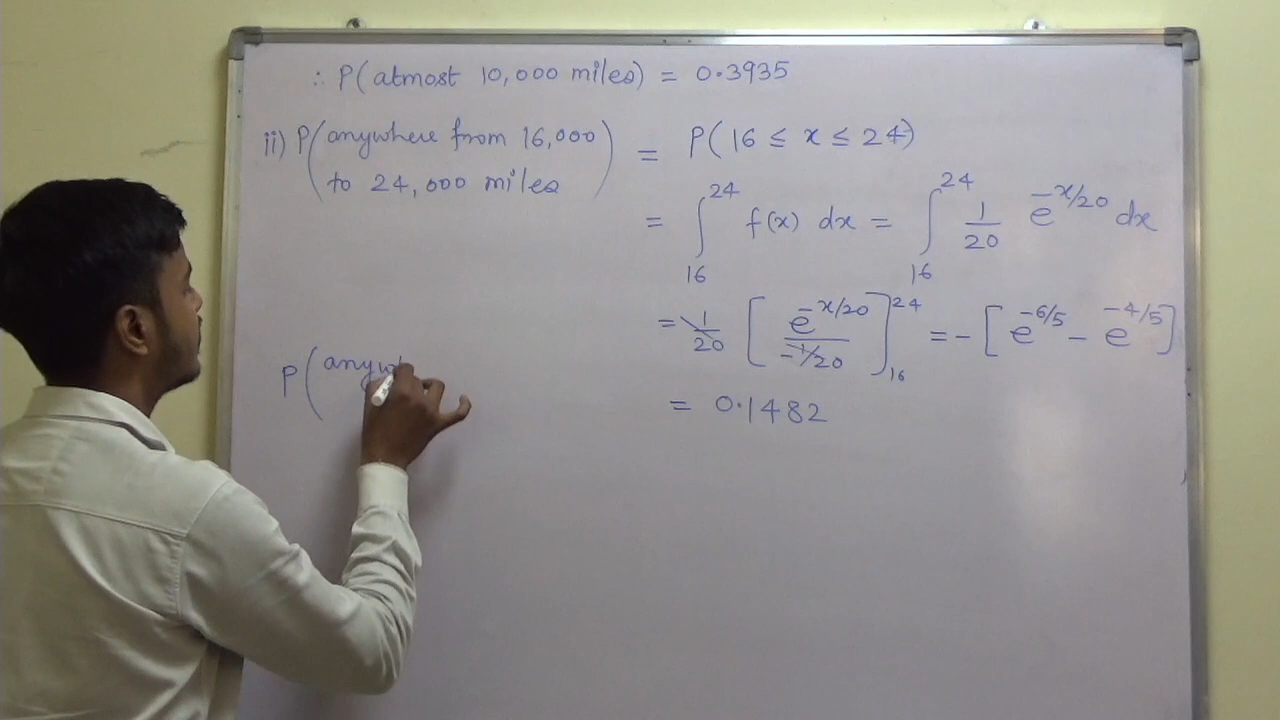 ∴ P(atmost 10,000 miles) = 0.3935
ii) P(anywhere from 16,000 to 24,000 miles) = P(16 ≤ x ≤ 24)
= ∫₁₆²⁴ f(x) dx = ∫₁₆²⁴ 1/20 e^(-x/20) dx
= 1/20 [e^(-x/20) / (-1/20)]₁₆²⁴ = -[e^(-6/5) - e^(-4/5)]
= 0.1482
P(anyw